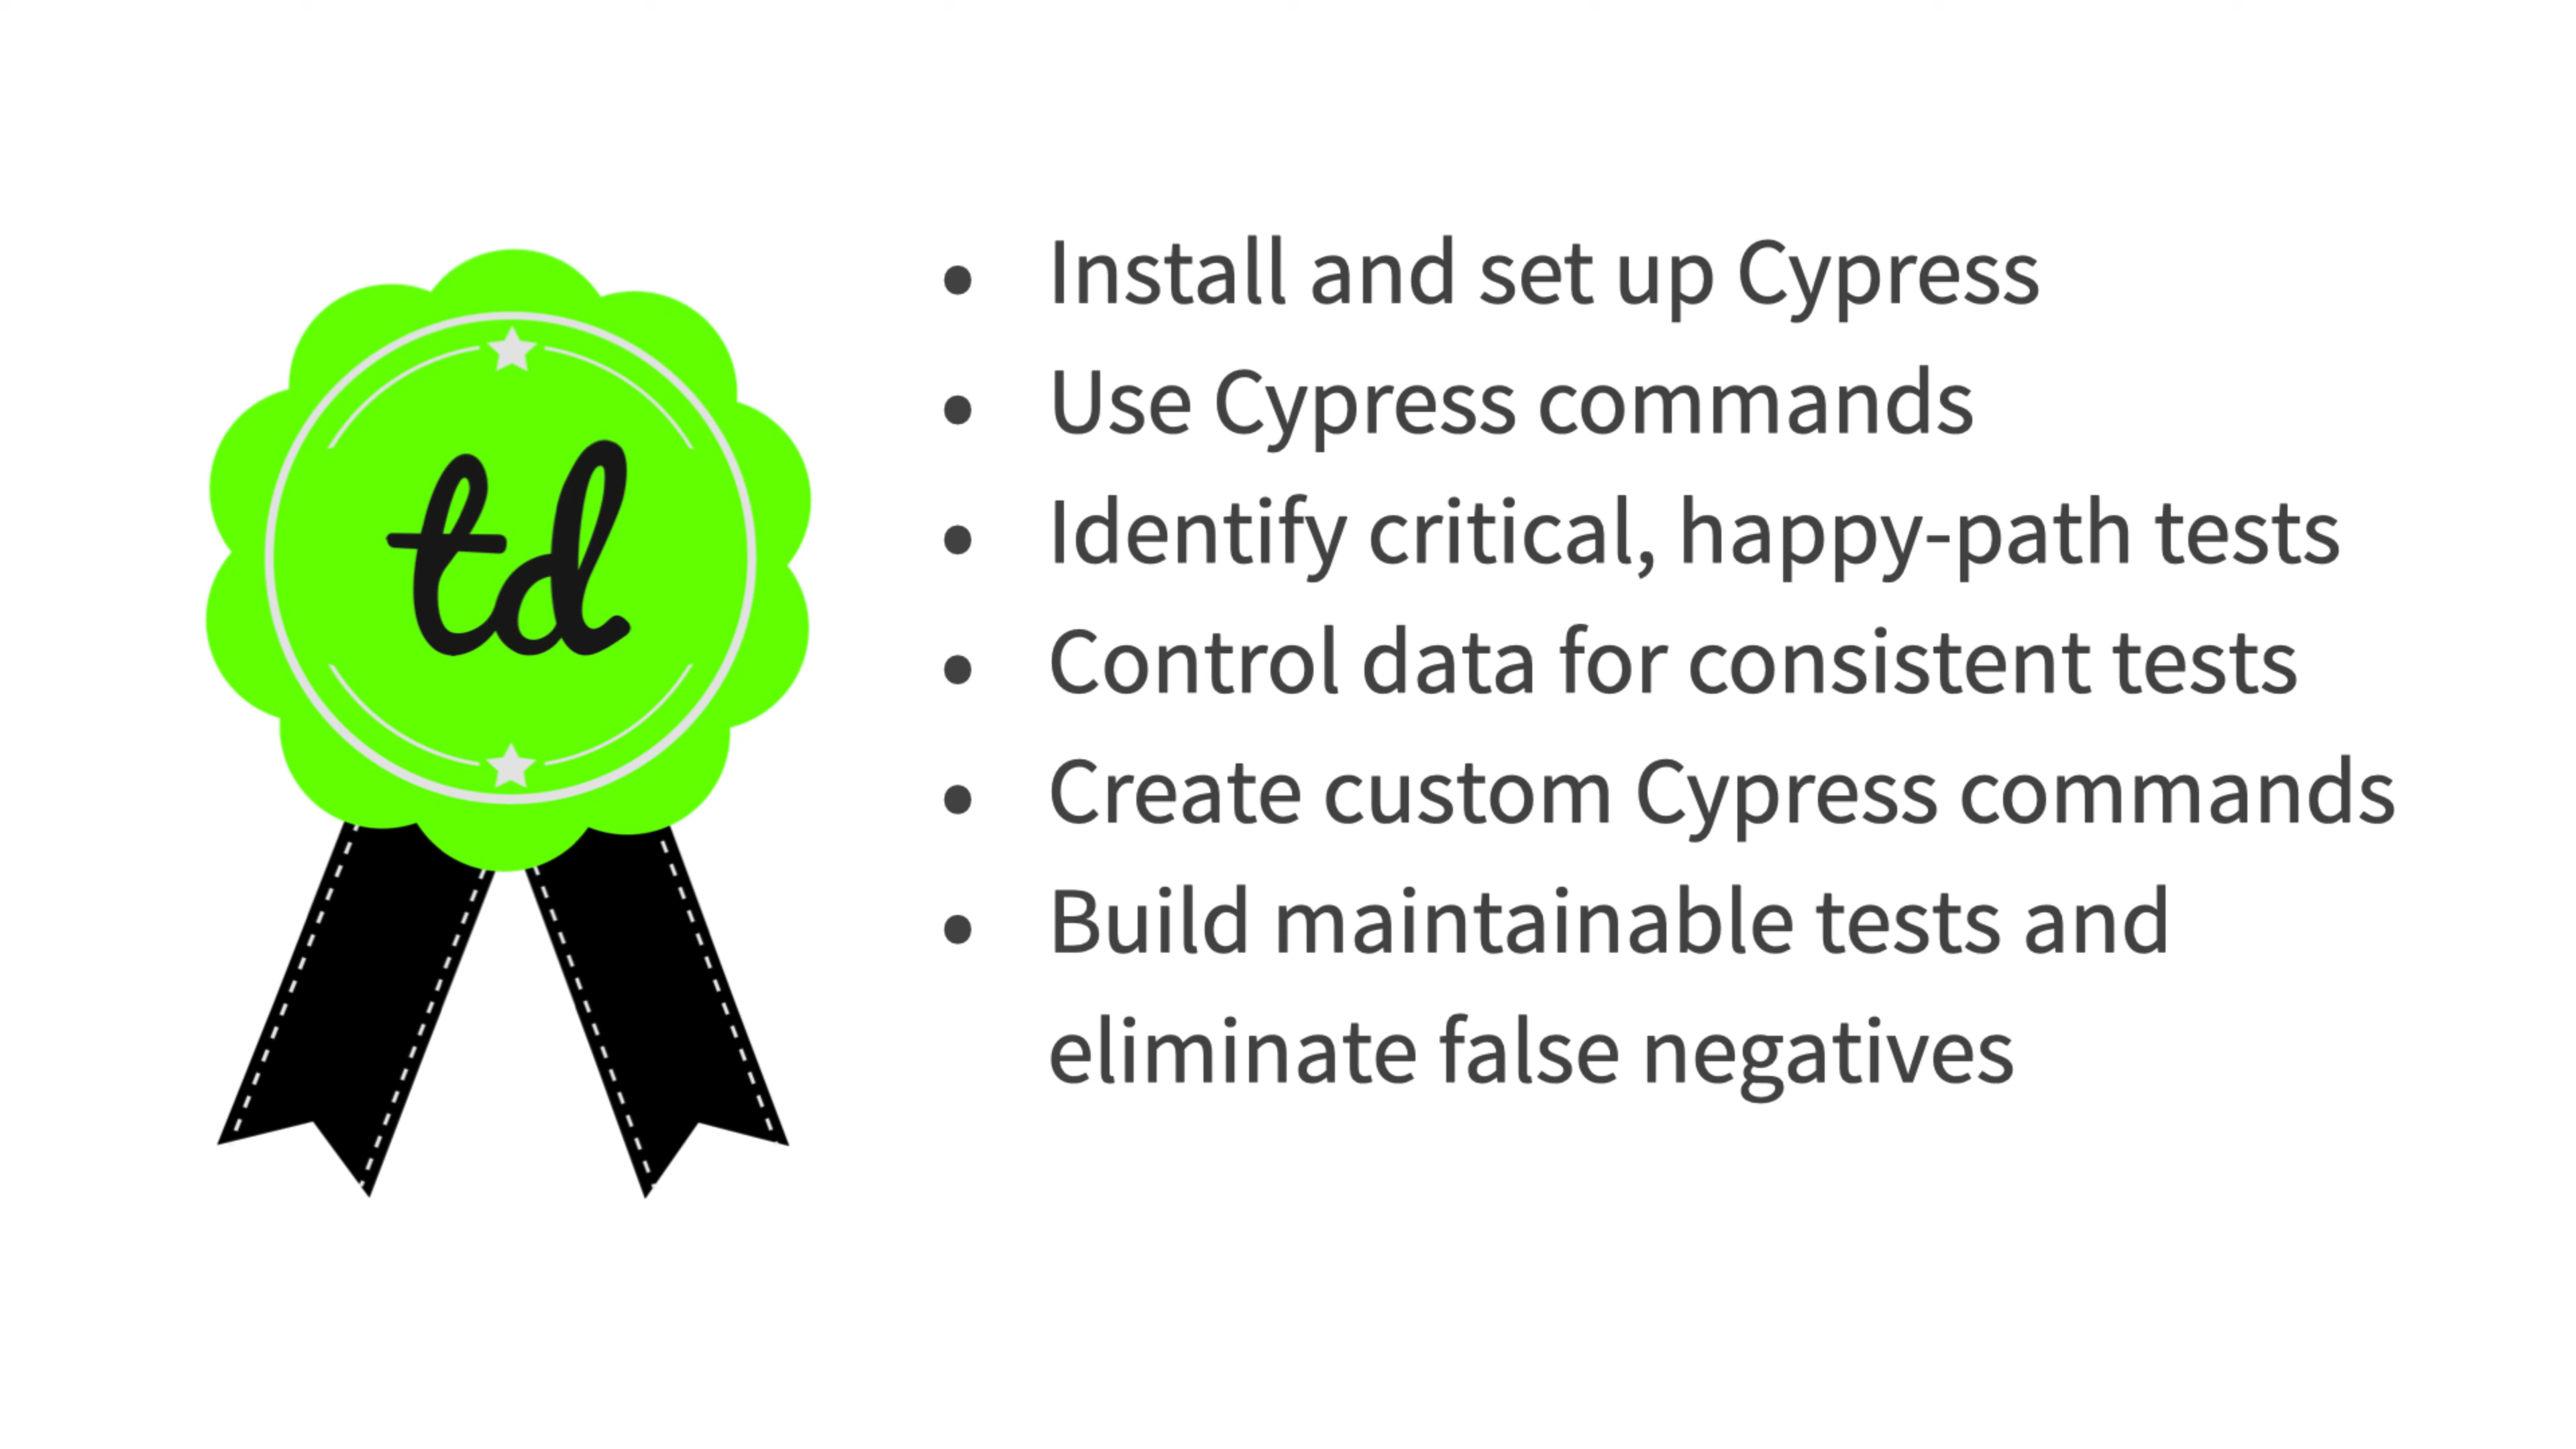 td
• Install and set up Cypress
• Use Cypress commands
• Identify critical, happy-path tests
• Control data for consistent tests
• Create custom Cypress commands
• Build maintainable tests and
eliminate false negatives